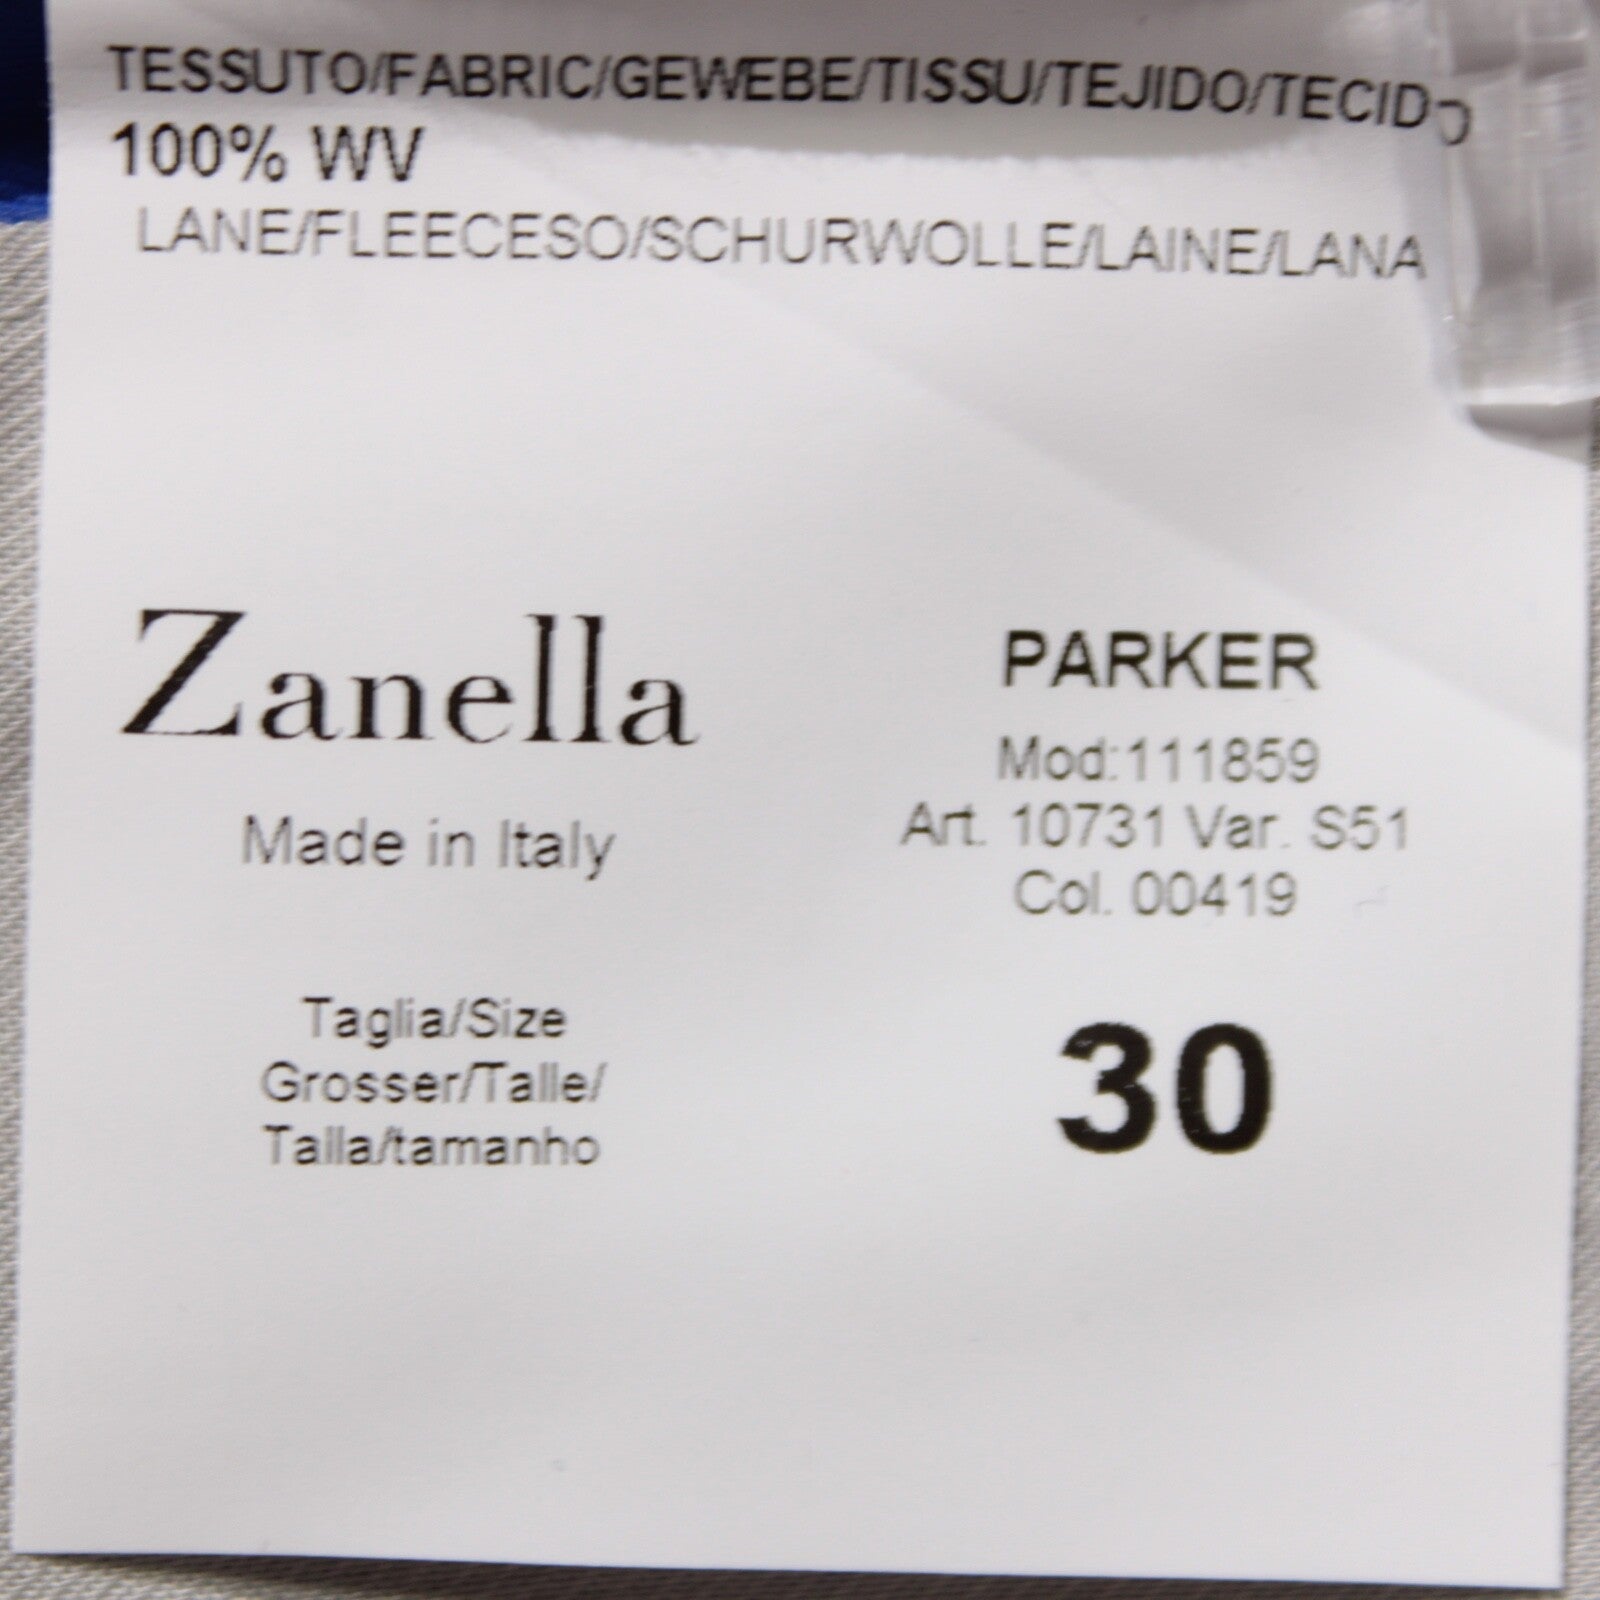 TESSUTO/FABRIC/GEWEBE/TISSU/TEJIDO/TECIDO
100% WV
LANE/FLEECESO/SCHURWOLLE/LAINE/LANA
Zanella
Made in Italy
PARKER
Mod:111859
Art. 10731 Var. S51
Col. 00419
Taglia/Size
Grosser/Talle/
Talla/tamanho
30